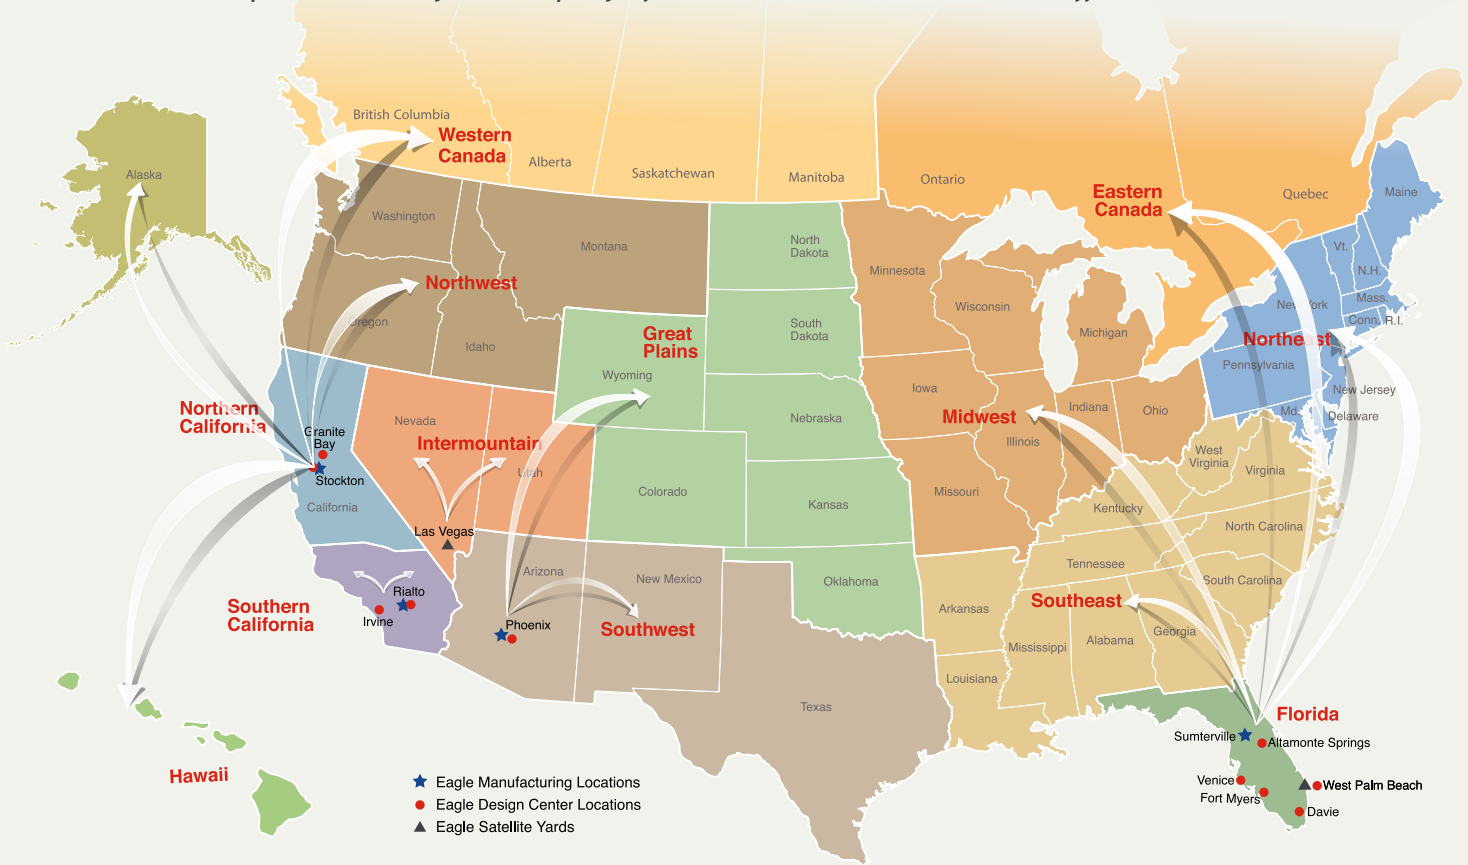 British Columbia
Western
Canada
Alberta
Saskatchewan
Manitoba
Ontario
Eastern
Canada
Quebec
Maine
Alaska
Washington
Montana
North
Dakota
Minnesota
Vt.
N.H.
Northwest
Oregon
Idaho
Great
Plains
Wyoming
South
Dakota
Wisconsin
Michigan
New York
Mass.
Conn.
R.I.
Northeast
Pennsylvania
New Jersey
Md.
Delaware
Northern
California
Granite
Bay
Stockton
California
Nevada
Intermountain
Utah
Las Vegas
Colorado
Nebraska
Kansas
Iowa
Midwest
Illinois
Indiana
Ohio
Missouri
West
Virginia
Virginia
Kentucky
North Carolina
Tennessee
South Carolina
Southern
California
Rialto
Irvine
Arizona
Phoenix
New Mexico
Southwest
Oklahoma
Texas
Arkansas
Southeast
Mississippi
Alabama
Georgia
Louisiana
Florida
Sumterville
Altamonte Springs
Venice
Fort Myers
West Palm Beach
Davie
Hawaii
Eagle Manufacturing Locations
Eagle Design Center Locations
Eagle Satellite Yards